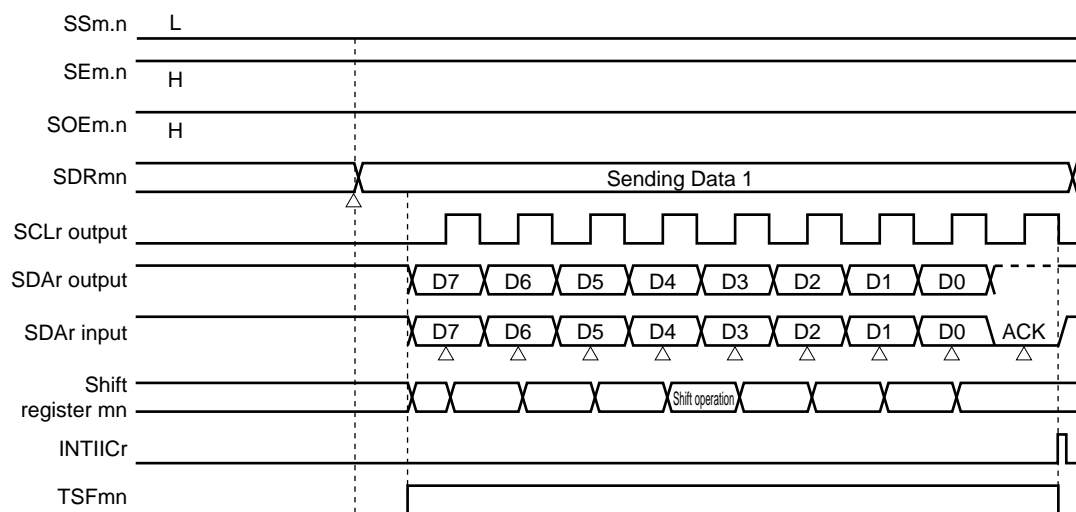 SSm.n L
SEm.n H
SOEm.n H
SDRmn Sending Data 1
SCLr output
SDAr output D7 D6 D5 D4 D3 D2 D1 D0
SDAr input D7 D6 D5 D4 D3 D2 D1 D0 ACK
Shift
register mn Shift operation
INTIICr
TSFmn